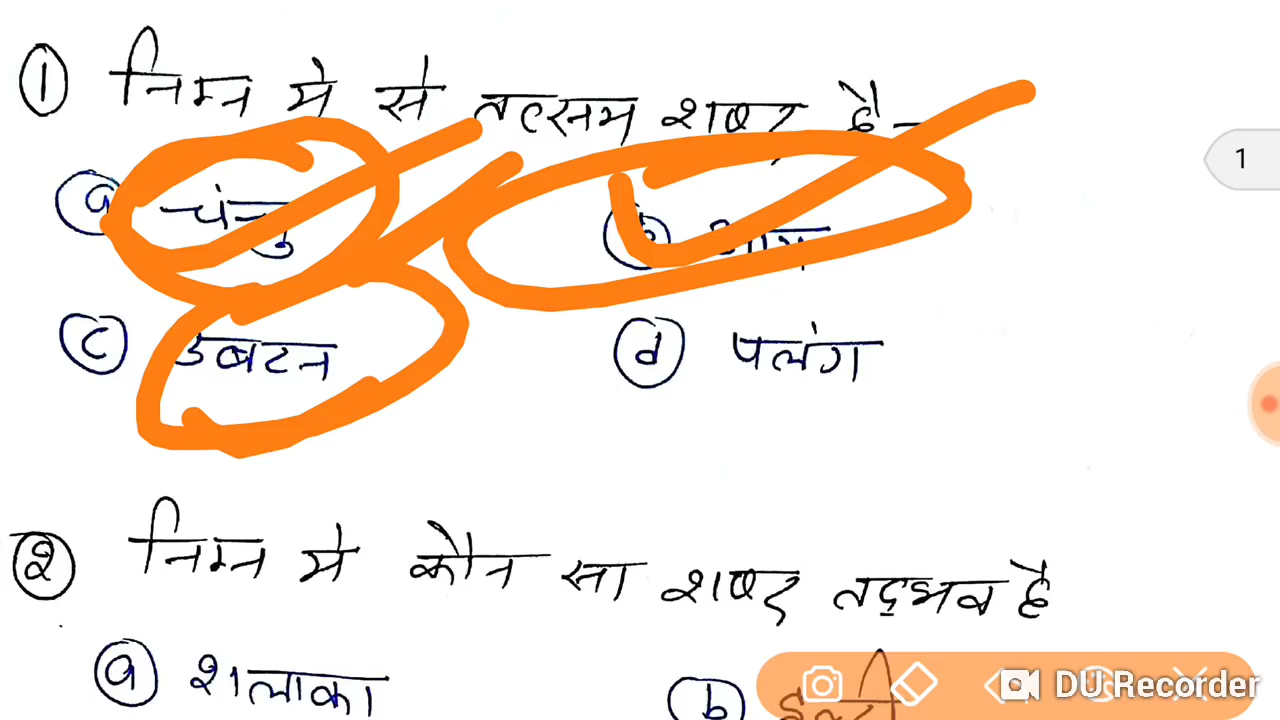 ① निम्न मे से तत्सम शब्द है-
ⓐ चंन्चु
ⓑ
ⓒ उबटन
ⓓ पलंग
② निम्न मे कौन सा शब्द तद्भव है
ⓐ शलाका
ⓑ
DU Recorder
1